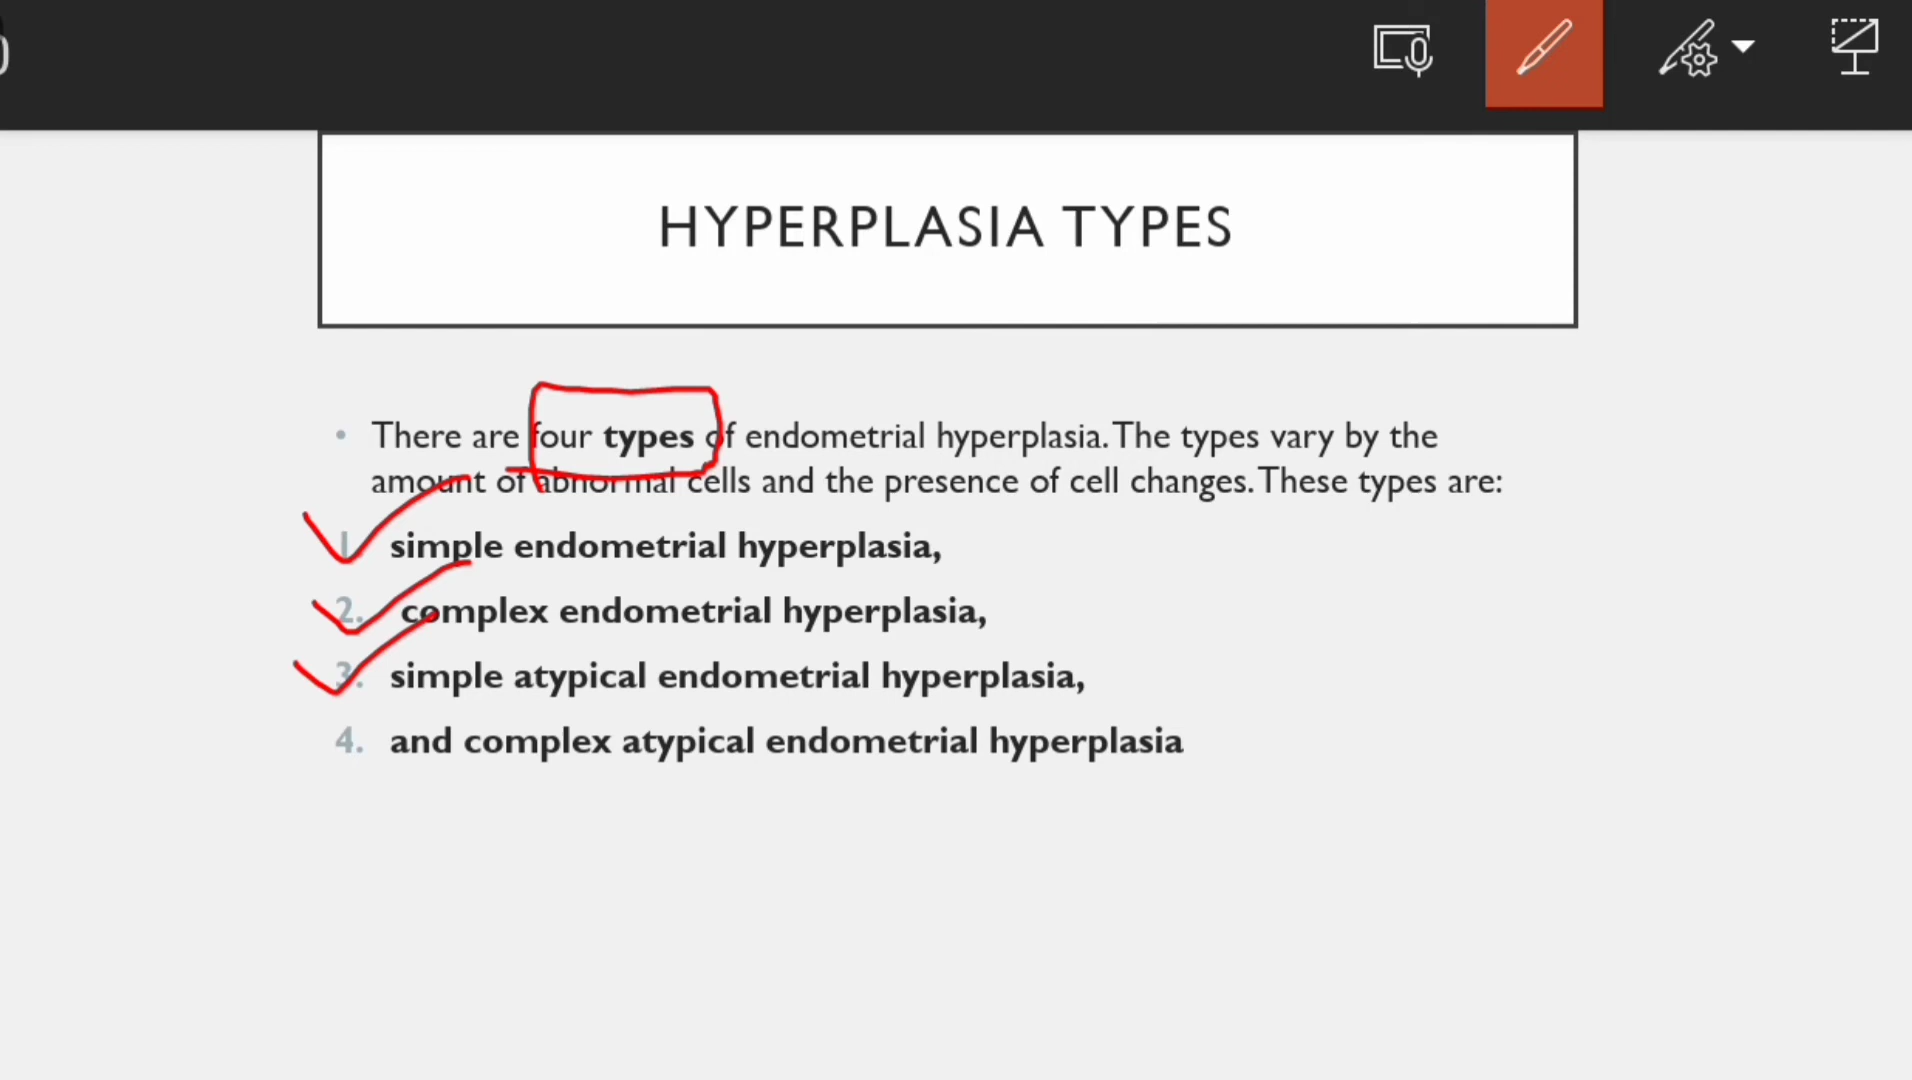 HYPERPLASIA TYPES
• There are four types of endometrial hyperplasia. The types vary by the
amount of abnormal cells and the presence of cell changes. These types are:
1. simple endometrial hyperplasia,
2. complex endometrial hyperplasia,
3. simple atypical endometrial hyperplasia,
4. and complex atypical endometrial hyperplasia